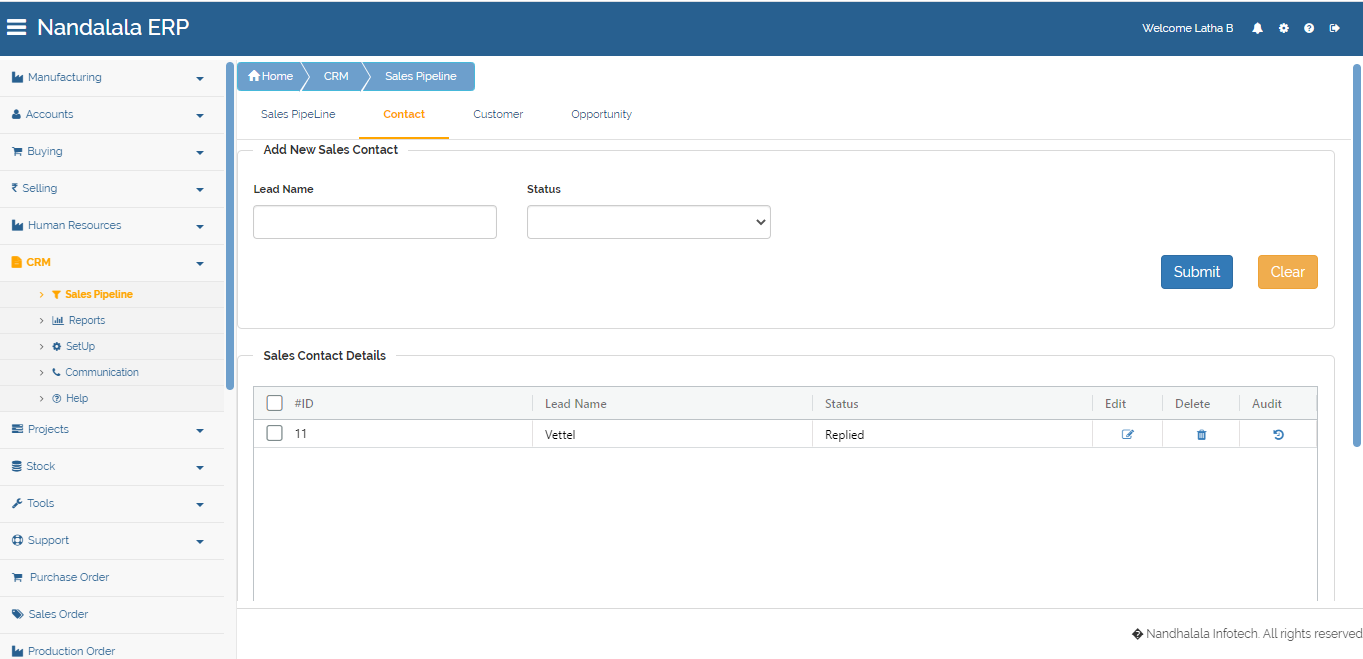 Nandalala ERP
Welcome Latha B
Manufacturing
Accounts
Buying
₹ Selling
Human Resources
CRM
Sales Pipeline
Reports
SetUp
Communication
Help
Projects
Stock
Tools
Support
Purchase Order
Sales Order
Production Order
Home CRM Sales Pipeline
Sales PipeLine Contact Customer Opportunity
Add New Sales Contact
Lead Name Status
Submit Clear
Sales Contact Details
#ID Lead Name Status Edit Delete Audit
11 Vettel Replied
� Nandhalala Infotech. All rights reserved